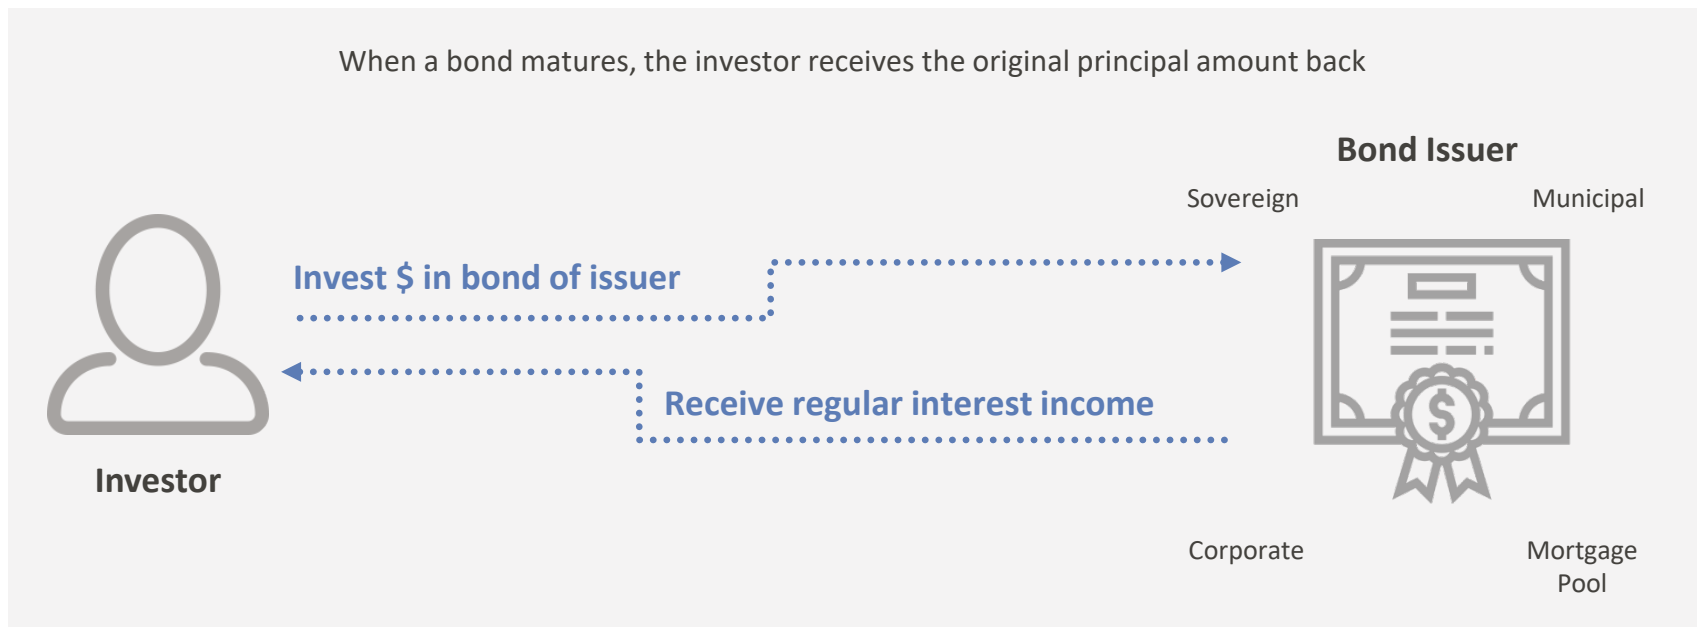 When a bond matures, the investor receives the original principal amount back
Bond Issuer
Sovereign
Municipal
Invest $ in bond of issuer
Receive regular interest income
$
Investor
Corporate
Mortgage
Pool